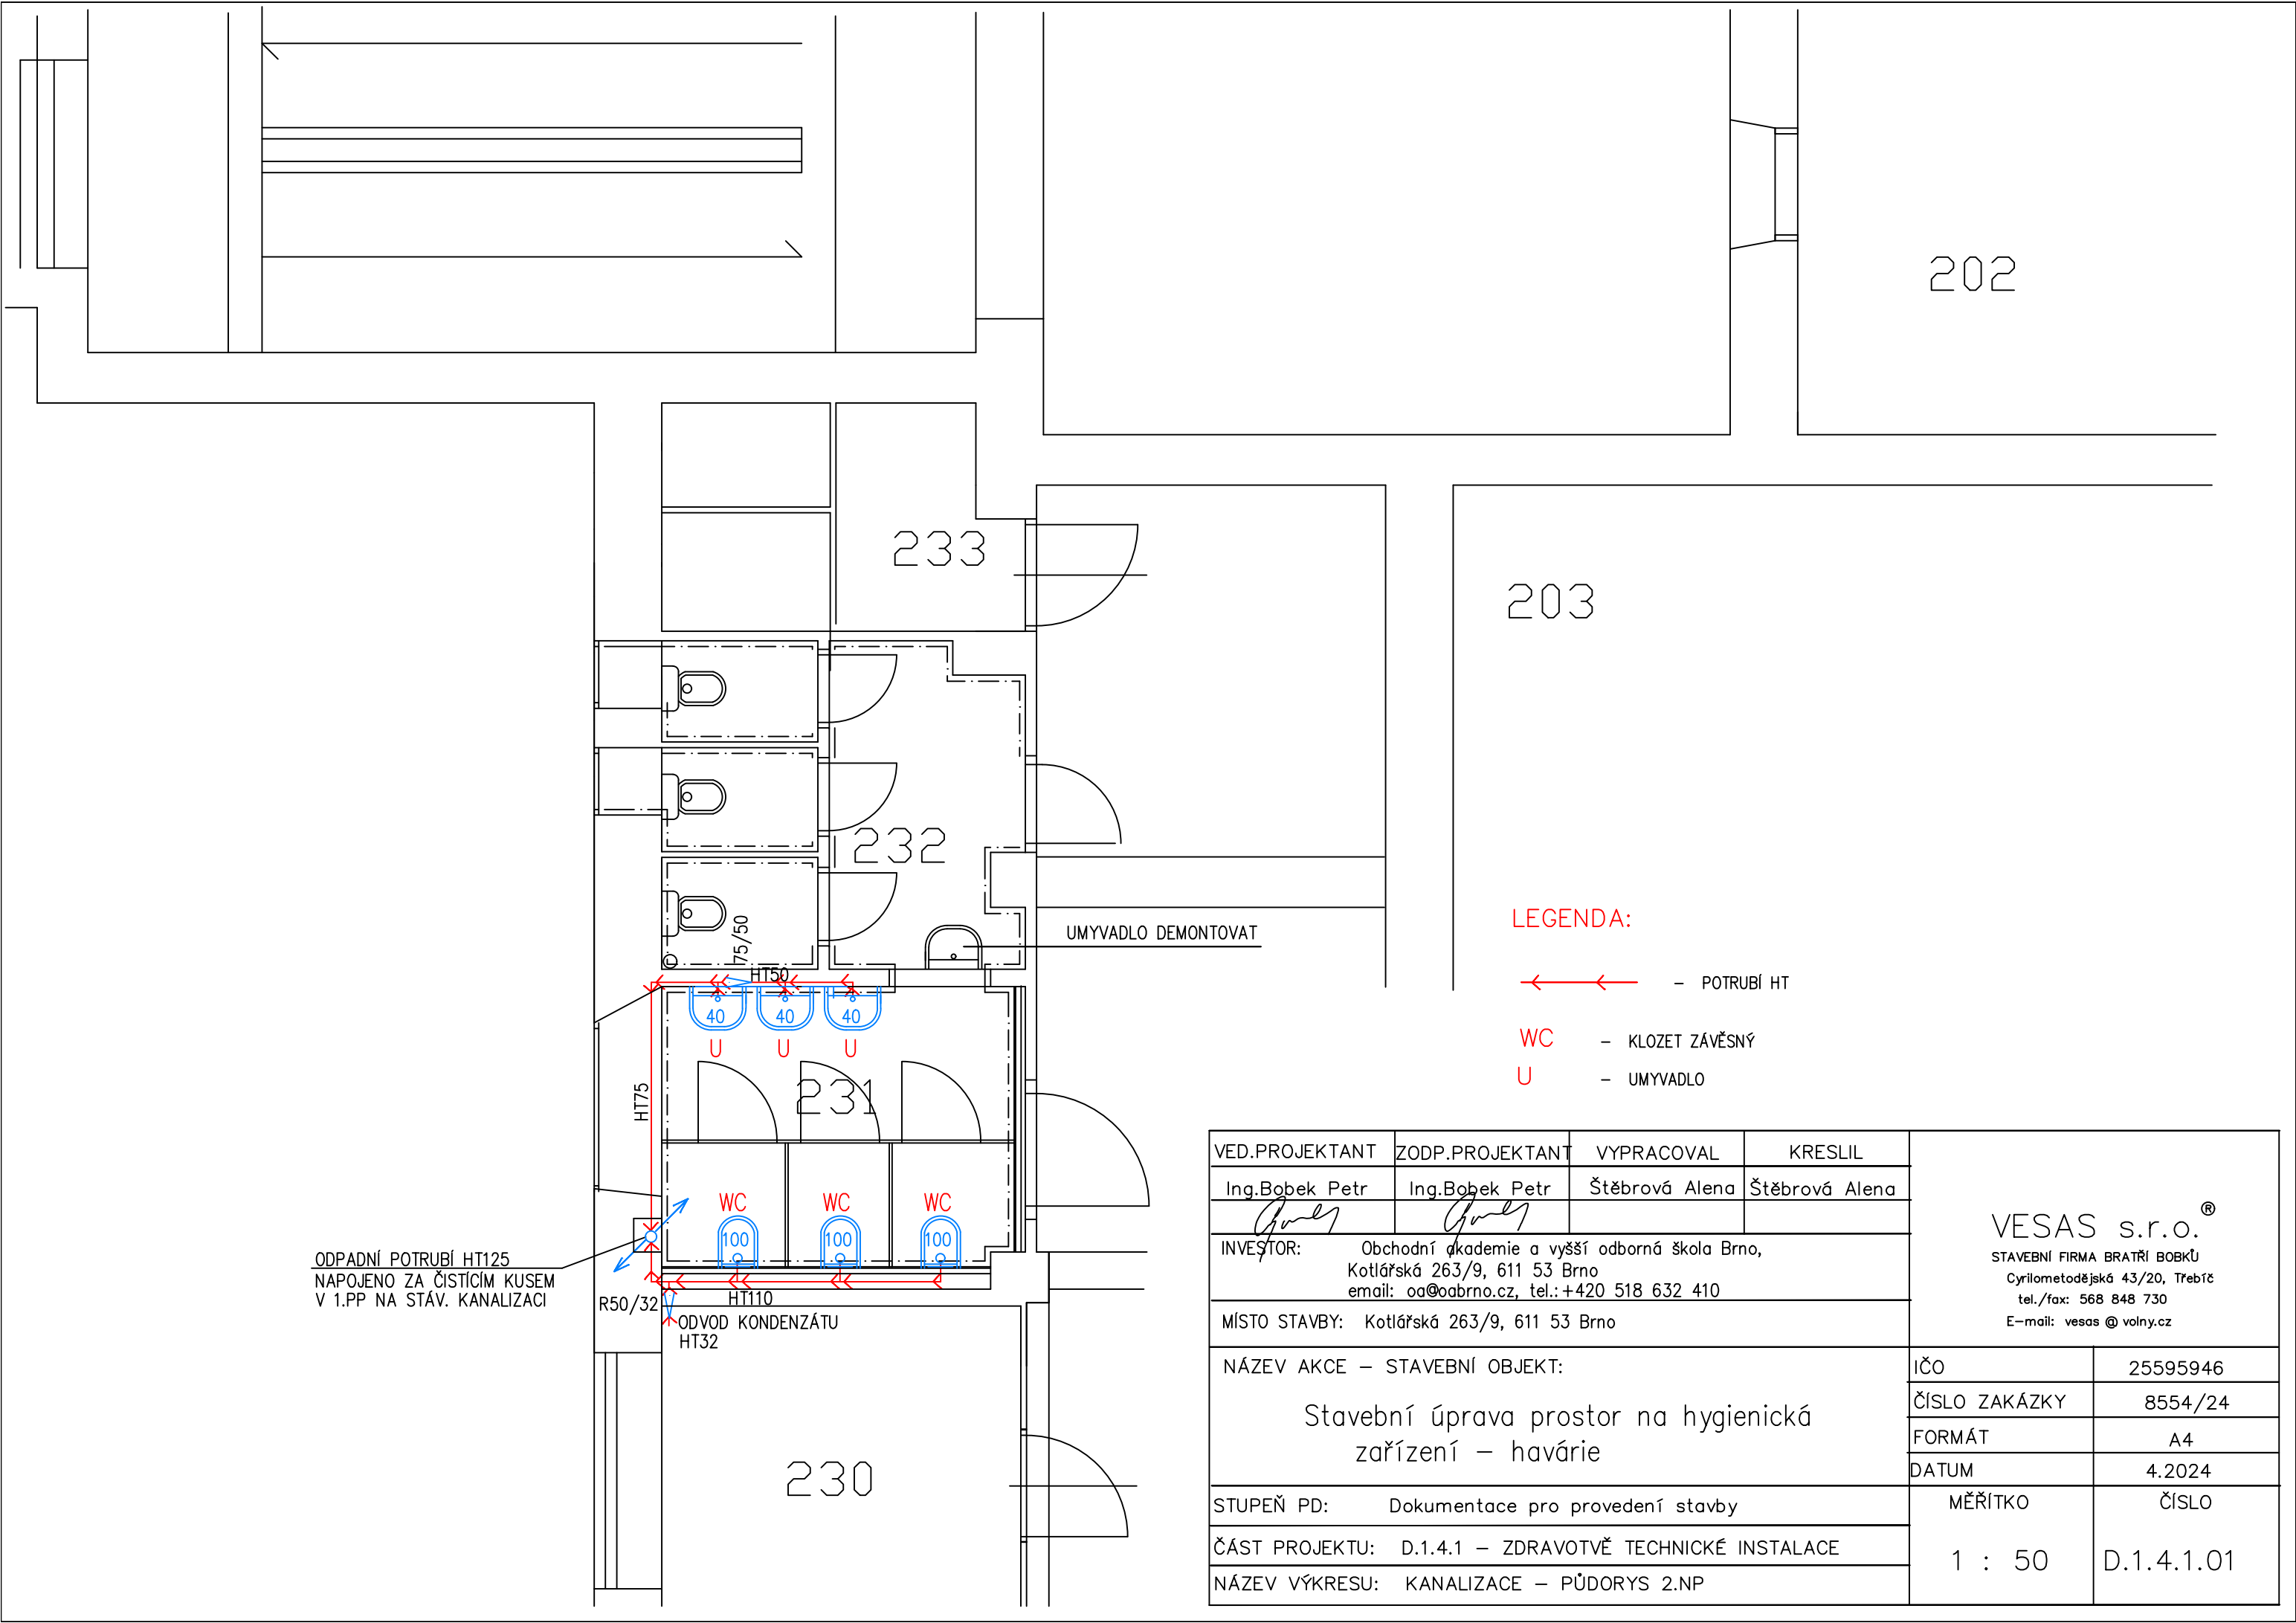 202
233
203
232
75/50
UMYVADLO DEMONTOVAT
HT50
40 40 40
U U U
231
HT75
WC WC WC
100 100 100
ODPADNÍ POTRUBÍ HT125
NAPOJENO ZA ČISTÍCÍM KUSEM
V 1.PP NA STÁV. KANALIZACI
R50/32
HT110
ODVOD KONDENZÁTU
HT32
230
LEGENDA:
– POTRUBÍ HT
WC – KLOZET ZÁVĚSNÝ
U – UMYVADLO
VED.PROJEKTANT ZODP.PROJEKTANT VYPRACOVAL KRESLIL
Ing.Bobek Petr Ing.Bobek Petr Štěbrová Alena Štěbrová Alena
INVESTOR: Obchodní akademie a vyšší odborná škola Brno,
Kotlářská 263/9, 611 53 Brno
email: oa@oabrno.cz, tel.:+420 518 632 410
MÍSTO STAVBY: Kotlářská 263/9, 611 53 Brno
VESAS s.r.o.®
STAVEBNÍ FIRMA BRATŘÍ BOBKŮ
Cyrilometodějská 43/20, Třebíč
tel./fax: 568 848 730
E–mail: vesas @ volny.cz
NÁZEV AKCE – STAVEBNÍ OBJEKT:
Stavební úprava prostor na hygienická
zařízení – havárie
IČO 25595946
ČÍSLO ZAKÁZKY 8554/24
FORMÁT A4
DATUM 4.2024
STUPEŇ PD: Dokumentace pro provedení stavby
ČÁST PROJEKTU: D.1.4.1 – ZDRAVOTVĚ TECHNICKÉ INSTALACE
NÁZEV VÝKRESU: KANALIZACE – PŮDORYS 2.NP
MĚŘÍTKO ČÍSLO
1 : 50 D.1.4.1.01